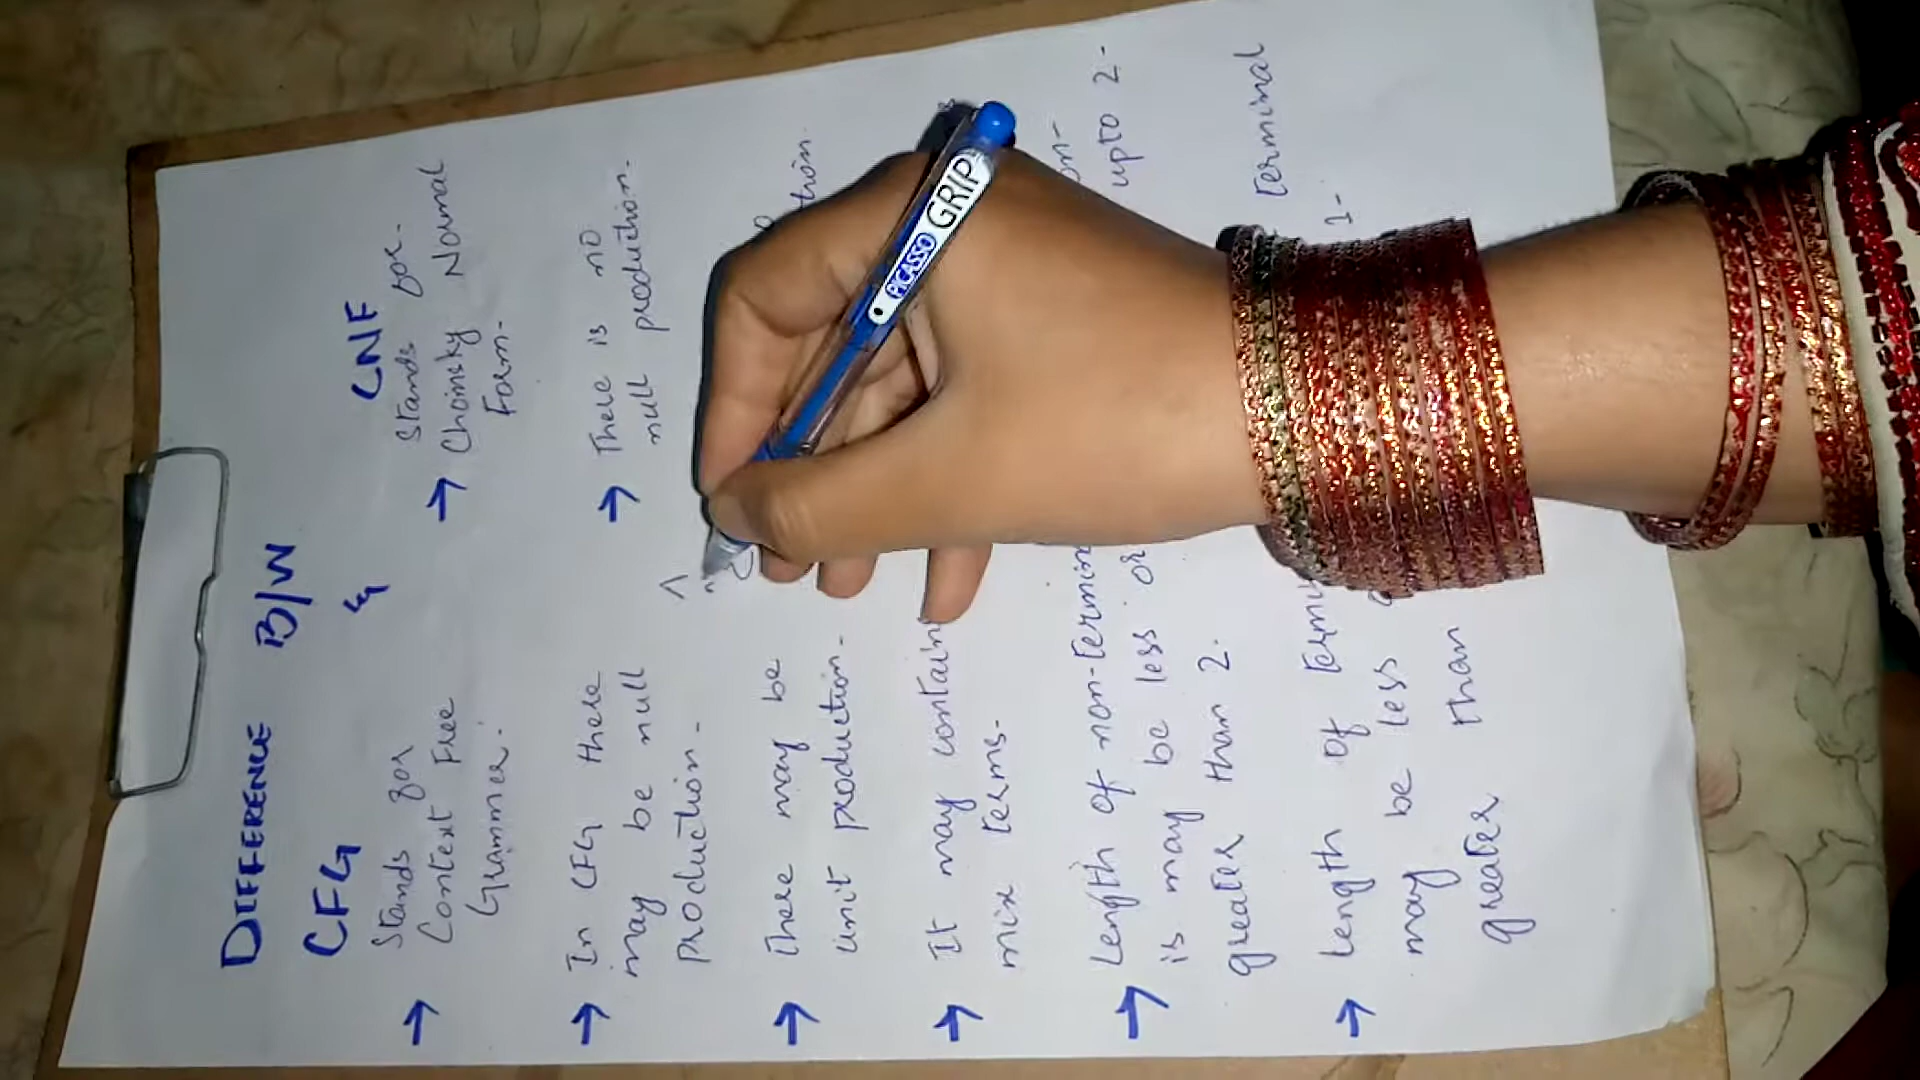 DIFFERENCE B/W
CFG & CNF
→ Stands for
Context Free
Grammer.
→ In CFG there
may be null
production.
→ There may be
unit production.
→ It may contain
mix terms.
→ Length of non-termin
is may be less or
greater than 2.
→ Length of termi
may be less
greater than
Stands for.
→ Choimsky Normal
Form.
→ There is no
null production.
^
tion.
on-
upto 2.
terminal
1.
PICASSO GRIP